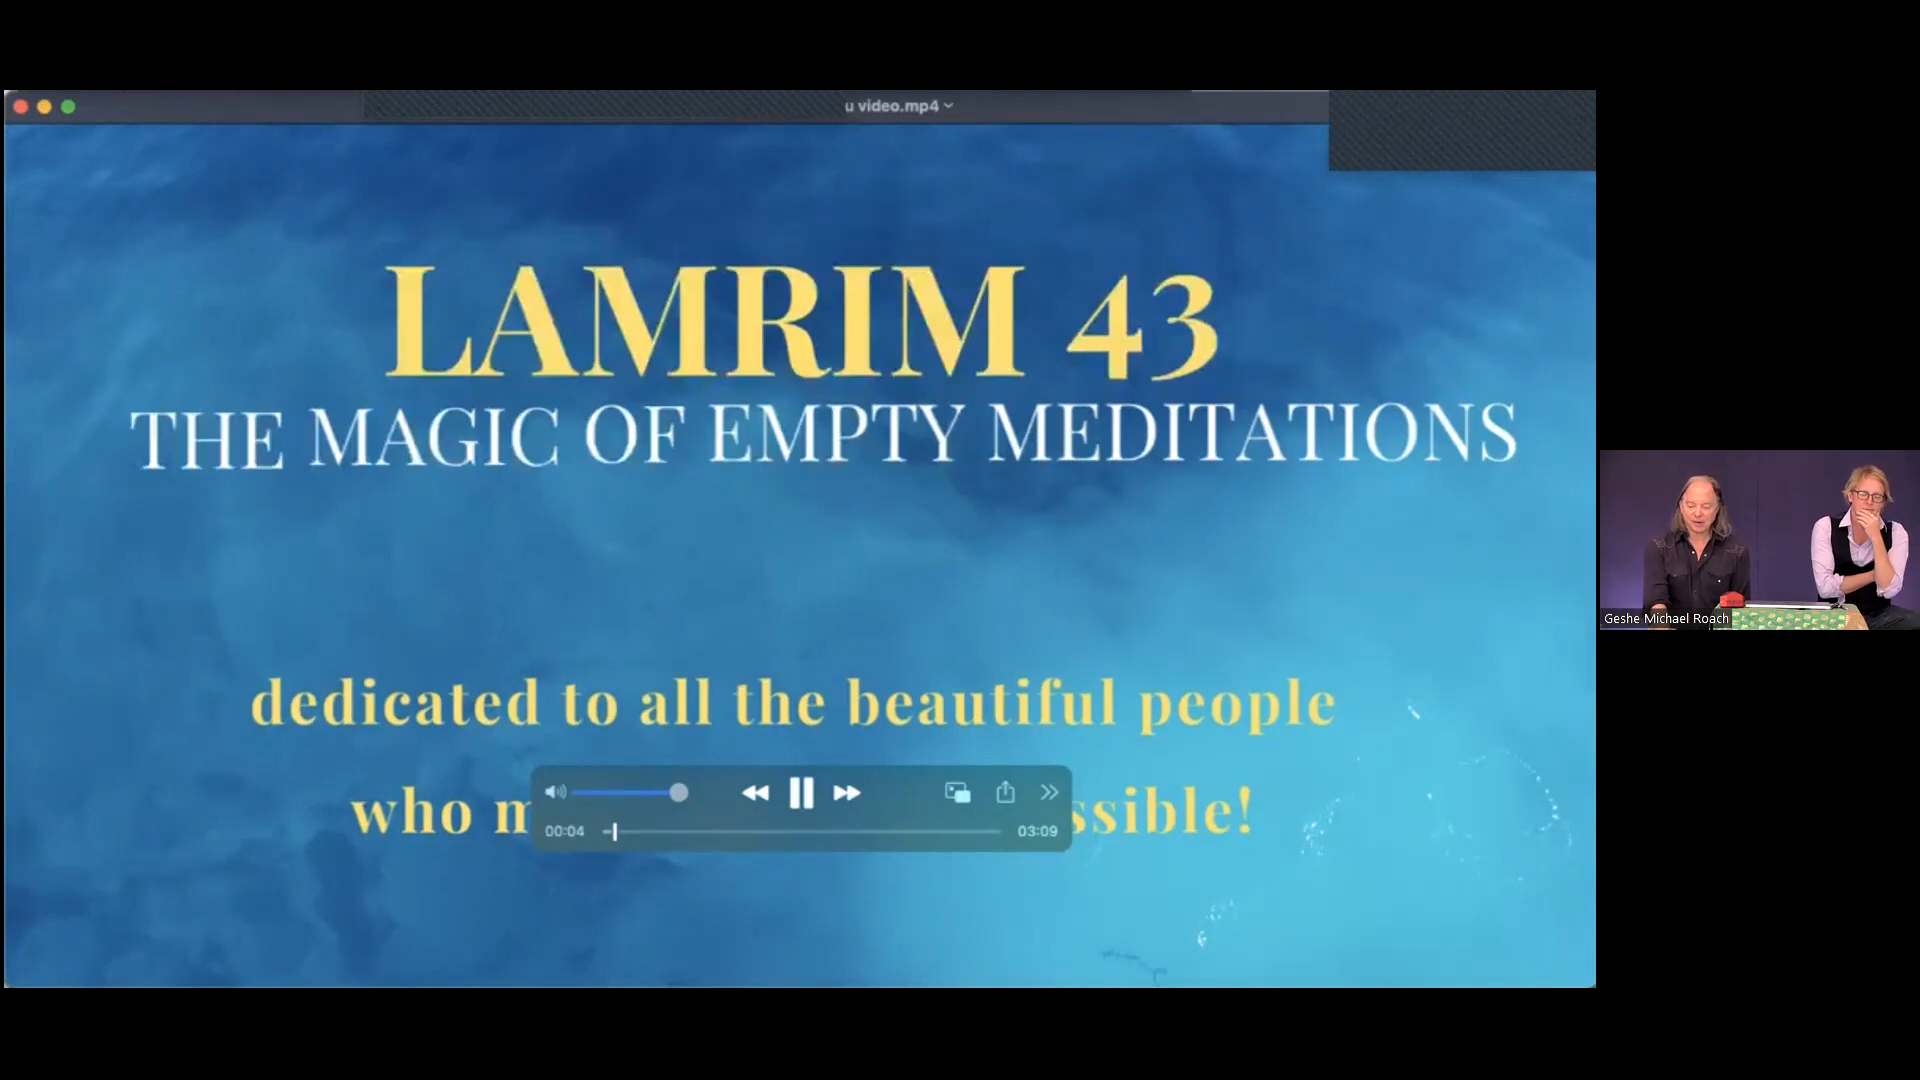 u video.mp4
LAMRIM 43
THE MAGIC OF EMPTY MEDITATIONS
dedicated to all the beautiful people
who
00:04
03:09
Geshe Michael Roach